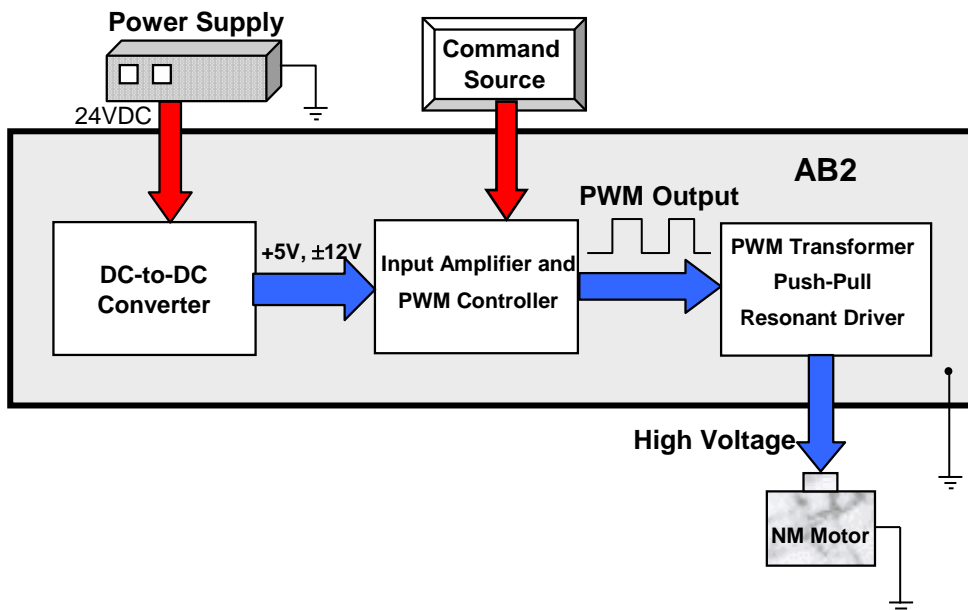 Power Supply
Command
Source
24VDC
AB2
PWM Output
DC-to-DC
Converter
+5V, ±12V
Input Amplifier and
PWM Controller
PWM Transformer
Push-Pull
Resonant Driver
High Voltage
NM Motor